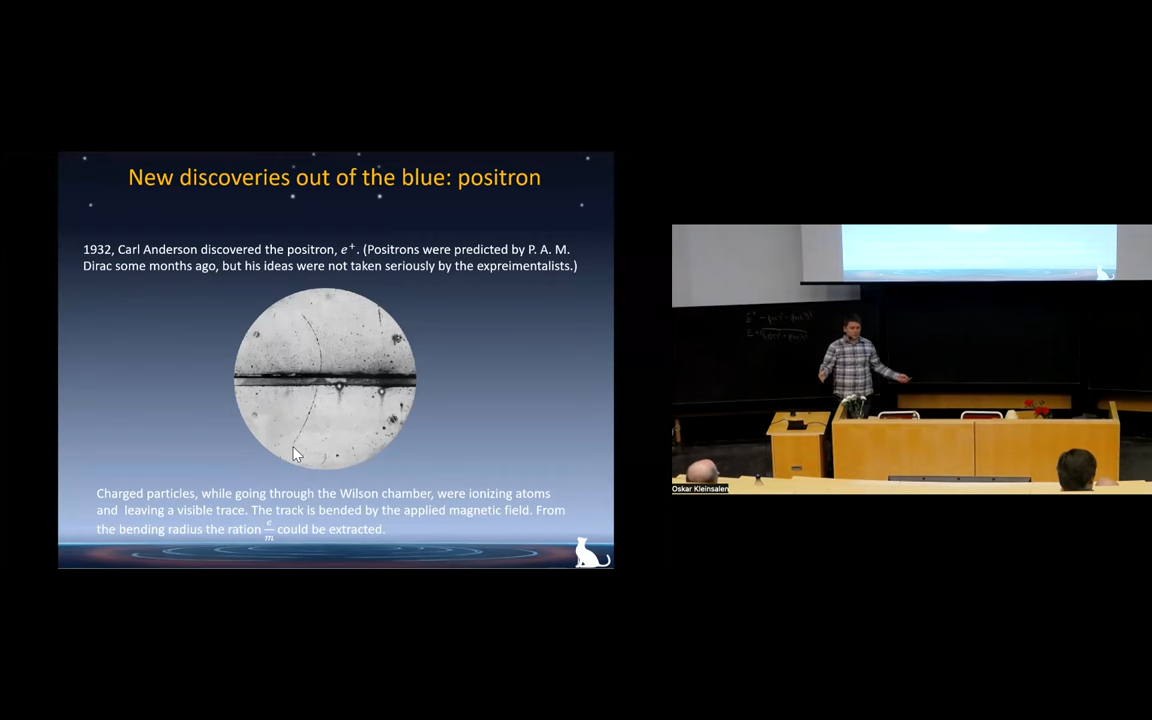 New discoveries out of the blue: positron
1932, Carl Anderson discovered the positron, e⁺. (Positrons were predicted by P. A. M.
Dirac some months ago, but his ideas were not taken seriously by the expreimentalists.)
Charged particles, while going through the Wilson chamber, were ionizing atoms
and leaving a visible trace. The track is bended by the applied magnetic field. From
the bending radius the ration e/m could be extracted.
Oskar Kleinsalen